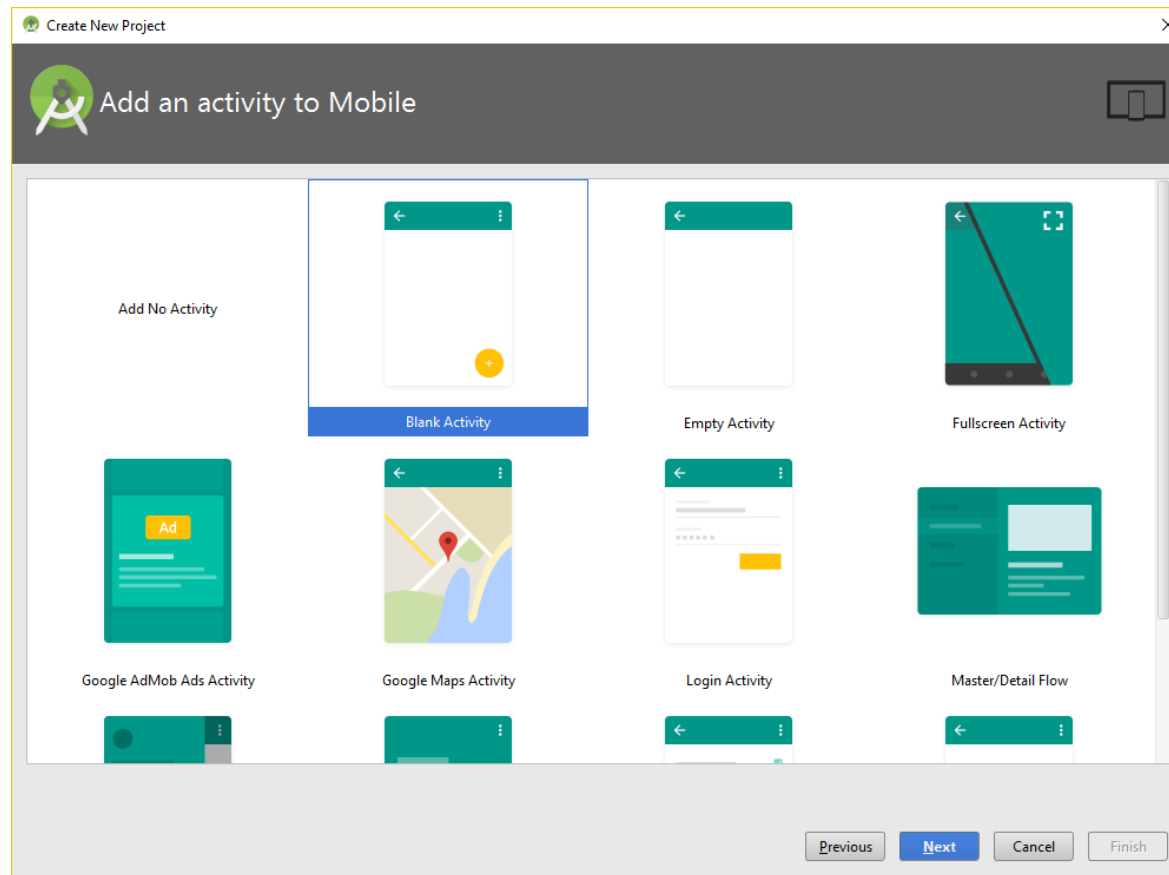 Create New Project
Add an activity to Mobile
Add No Activity
Blank Activity
Empty Activity
Fullscreen Activity
Ad
Google AdMob Ads Activity
Google Maps Activity
Login Activity
Master/Detail Flow
Previous
Next
Cancel
Finish